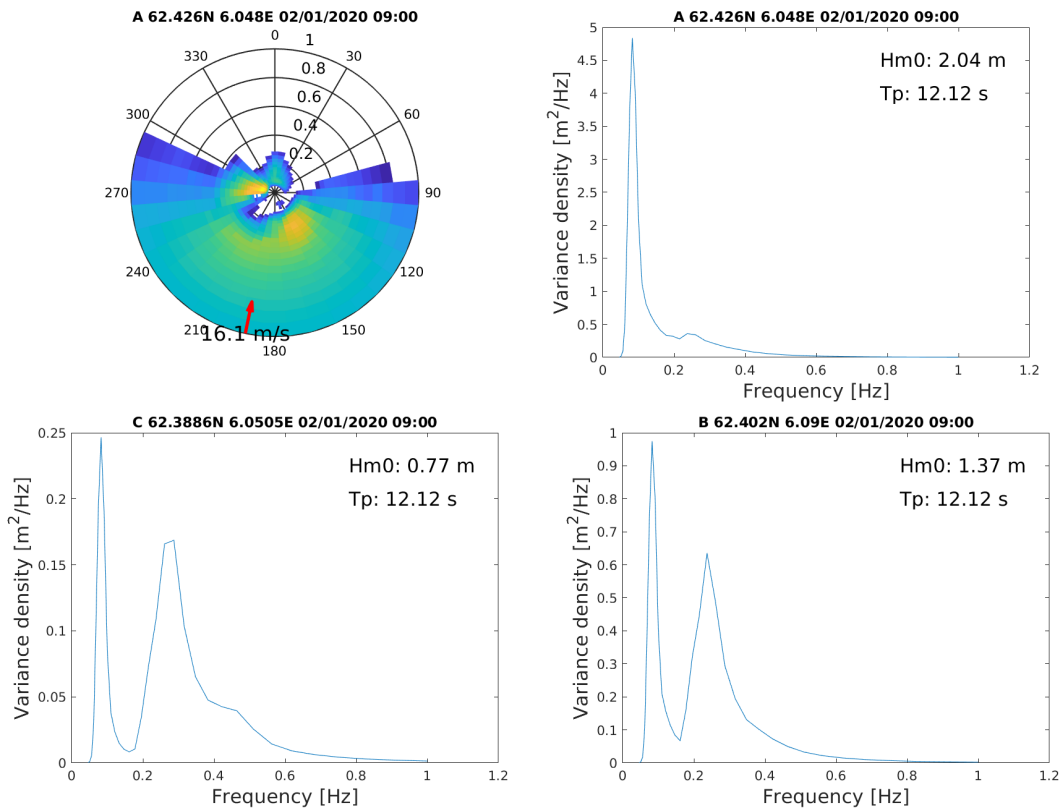 A 62.426N 6.048E 02/01/2020 09:00
0
30
60
90
120
150
180
210
240
270
300
330
1
0.8
0.6
0.4
0.2
16.1 m/s
A 62.426N 6.048E 02/01/2020 09:00
Hm0: 2.04 m
Tp: 12.12 s
Variance density [m²/Hz]
5
4.5
4
3.5
3
2.5
2
1.5
1
0.5
0
0 0.2 0.4 0.6 0.8 1 1.2
Frequency [Hz]
C 62.3886N 6.0505E 02/01/2020 09:00
Hm0: 0.77 m
Tp: 12.12 s
Variance density [m²/Hz]
0.25
0.2
0.15
0.1
0.05
0
0 0.2 0.4 0.6 0.8 1 1.2
Frequency [Hz]
B 62.402N 6.09E 02/01/2020 09:00
Hm0: 1.37 m
Tp: 12.12 s
Variance density [m²/Hz]
1
0.9
0.8
0.7
0.6
0.5
0.4
0.3
0.2
0.1
0
0 0.2 0.4 0.6 0.8 1 1.2
Frequency [Hz]